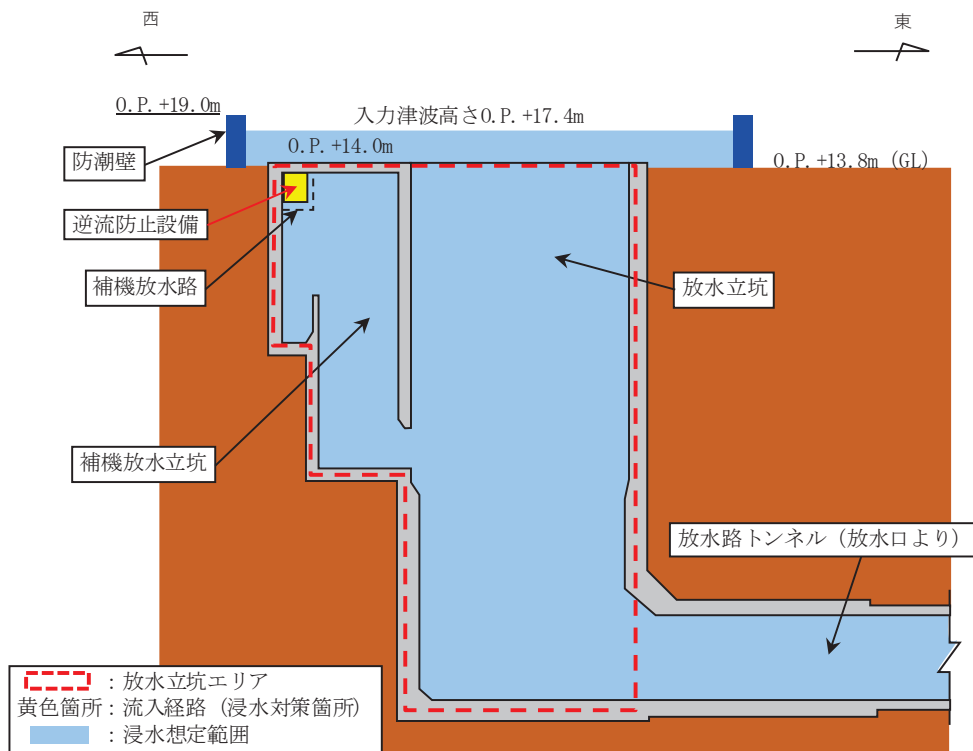 西
東
O.P.+19.0m
入力津波高さO.P.+17.4m
防潮壁
O.P.+14.0m
O.P.+13.8m (GL)
逆流防止設備
補機放水路
放水立坑
補機放水立坑
放水路トンネル（放水口より）
：放水立坑エリア
黄色箇所：流入経路（浸水対策箇所）
：浸水想定範囲